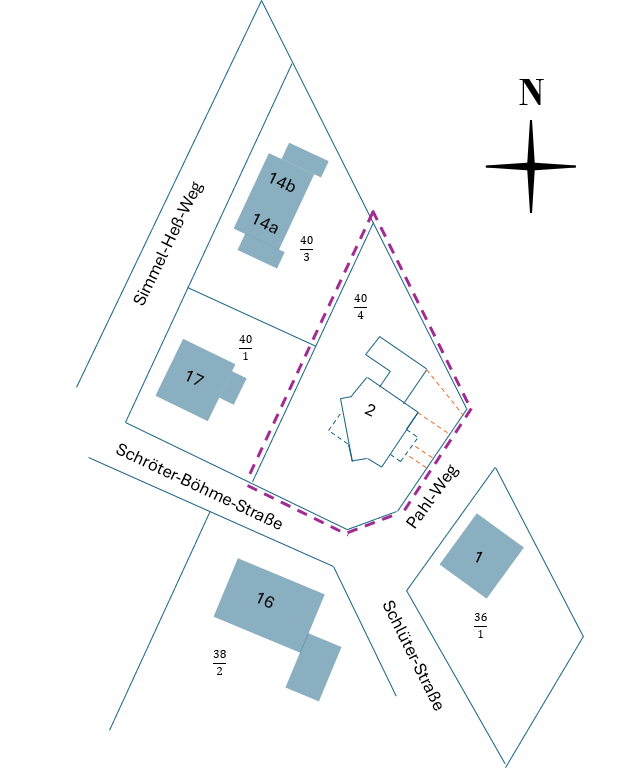 N
14b
14a
Simmel-Heß-Weg
40
3
40
4
40
1
17
2
Schröter-Böhme-Straße
Pahl-Weg
1
16
36
1
38
2
Schlüter-Straße